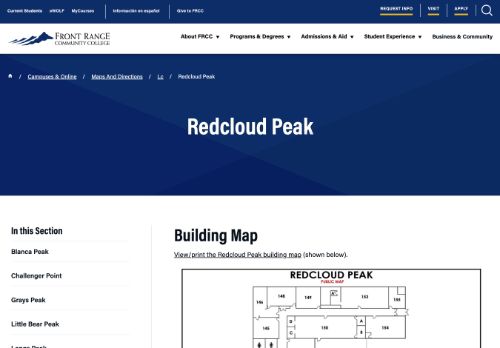 Current Students eWOLF MyCourses Información en español Give to FRCC REQUEST INFO VISIT APPLY
FRONT RANGE
COMMUNITY COLLEGE
About FRCC Programs & Degrees Admissions & Aid Student Experience Business & Community
/ Campuses & Online / Maps And Directions / Lc / Redcloud Peak
Redcloud Peak
In this Section
Blanca Peak
Challenger Point
Grays Peak
Little Bear Peak
Longs Peak
Building Map
View/print the Redcloud Peak building map (shown below).
REDCLOUD PEAK
PUBLIC MAP
146 148 149 A 153 155
145 D C 150 A B 154